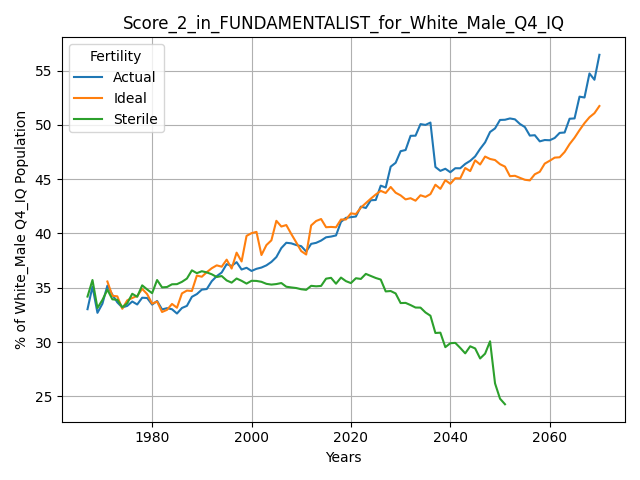 Score_2_in_FUNDAMENTALIST_for_White_Male_Q4_IQ
Fertility
Actual
Ideal
Sterile
% of White_Male Q4_IQ Population
55
50
45
40
35
30
25
1980
2000
2020
2040
2060
Years